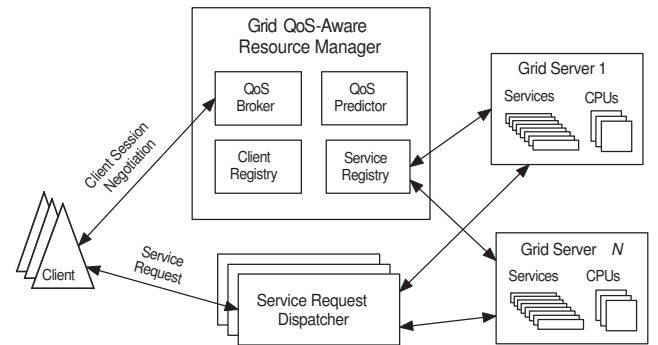 Grid QoS-Aware
Resource Manager
QoS
Broker
QoS
Predictor
Client
Registry
Service
Registry
Client Session
Negotiation
Service
Request
Client
Service Request
Dispatcher
Grid Server 1
Services
CPUs
Grid Server N
Services
CPUs